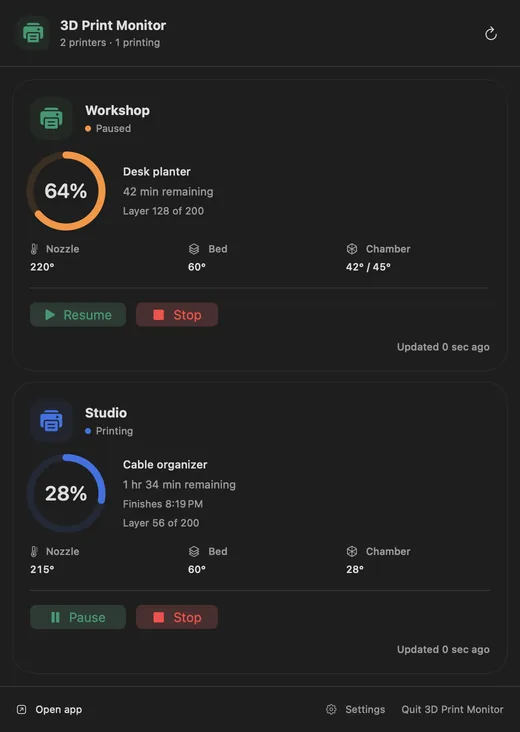 3D Print Monitor
2 printers · 1 printing
Workshop
Paused
64%
Desk planter
42 min remaining
Layer 128 of 200
Nozzle Bed Chamber
220° 60° 42° / 45°
Resume Stop
Updated 0 sec ago
Studio
Printing
28%
Cable organizer
1 hr 34 min remaining
Finishes 8:19 PM
Layer 56 of 200
Nozzle Bed Chamber
215° 60° 28°
Pause Stop
Updated 0 sec ago
Open app Settings Quit 3D Print Monitor